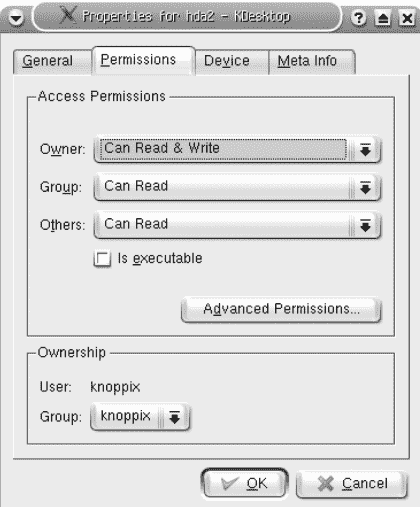 Properties for hda2 - KDesktop ?
General Permissions Device Meta Info
Access Permissions
Owner: Can Read & Write
Group: Can Read
Others: Can Read
Is executable
Advanced Permissions...
Ownership
User: knoppix
Group: knoppix
OK Cancel